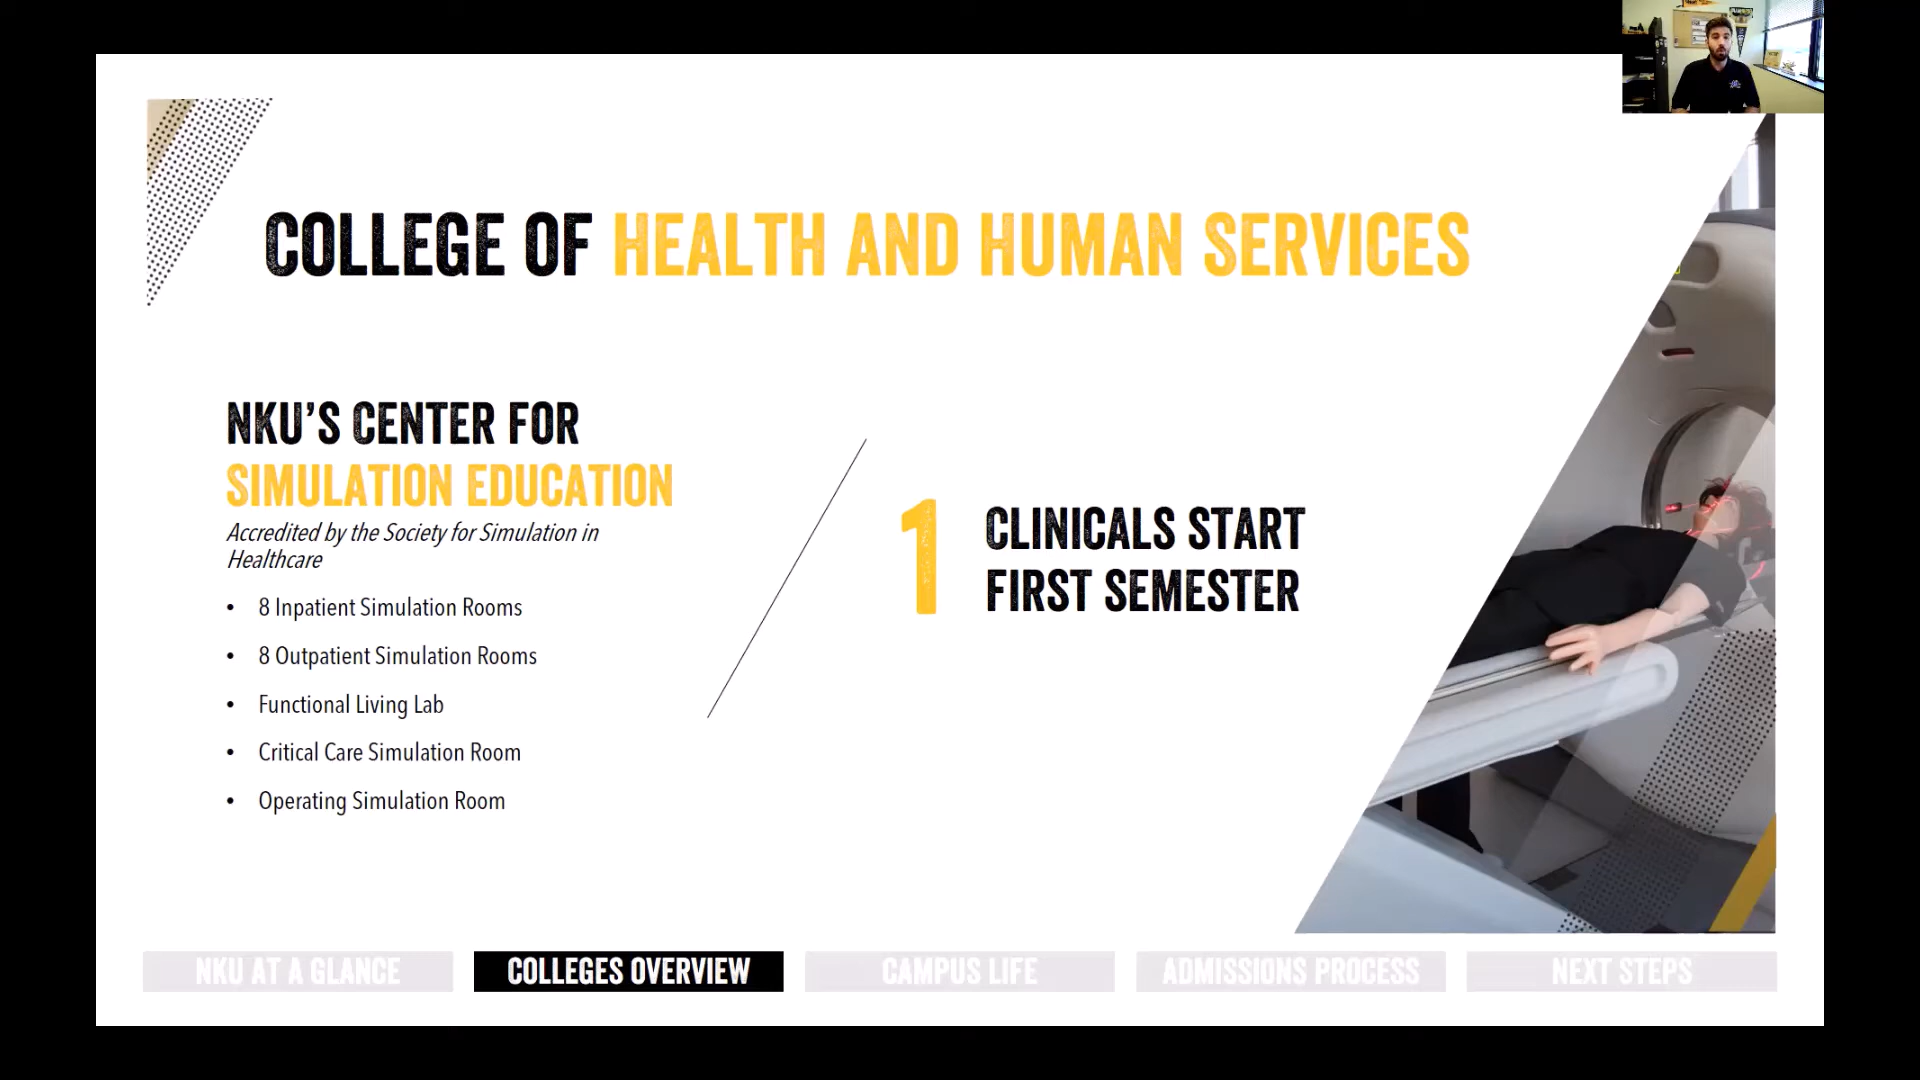 COLLEGE OF HEALTH AND HUMAN SERVICES
NKU'S CENTER FOR
SIMULATION EDUCATION
Accredited by the Society for Simulation in
Healthcare
• 8 Inpatient Simulation Rooms
• 8 Outpatient Simulation Rooms
• Functional Living Lab
• Critical Care Simulation Room
• Operating Simulation Room
1 CLINICALS START
FIRST SEMESTER
NKU AT A GLANCE
COLLEGES OVERVIEW
CAMPUS LIFE
ADMISSIONS PROCESS
NEXT STEPS